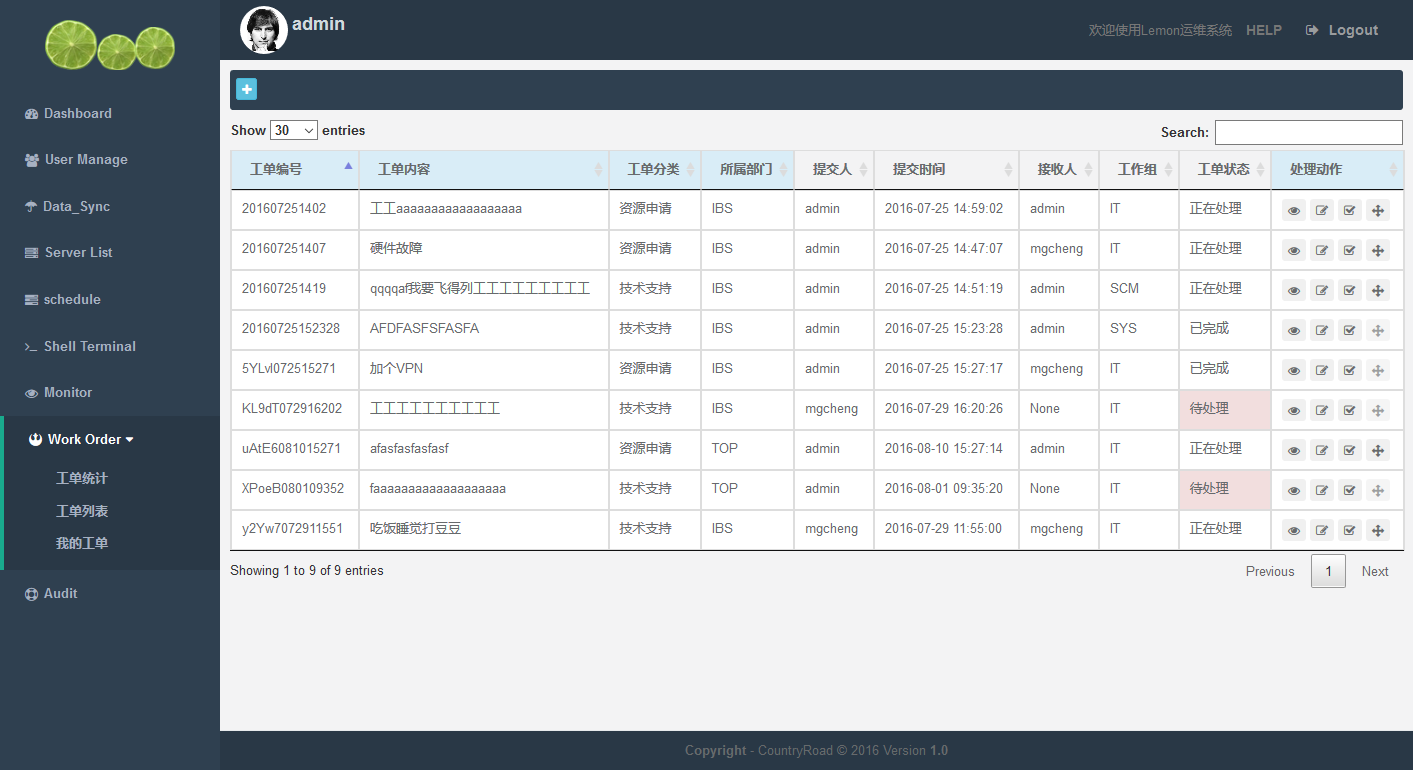 admin
欢迎使用Lemon运维系统 HELP Logout
Dashboard
User Manage
Data_Sync
Server List
schedule
Shell Terminal
Monitor
Work Order
工单统计
工单列表
我的工单
Audit
Show 30 entries
Search:
工单编号 工单内容 工单分类 所属部门 提交人 提交时间 接收人 工作组 工单状态 处理动作
201607251402 工工aaaaaaaaaaaaaaaaaa 资源申请 IBS admin 2016-07-25 14:59:02 admin IT 正在处理
201607251407 硬件故障 资源申请 IBS admin 2016-07-25 14:47:07 mgcheng IT 正在处理
201607251419 qqqqaf我要飞得列工工工工工工工工工 技术支持 IBS admin 2016-07-25 14:51:19 admin SCM 正在处理
20160725152328 AFDFASFSFASFA 技术支持 IBS admin 2016-07-25 15:23:28 admin SYS 已完成
5YLvl072515271 加个VPN 资源申请 IBS admin 2016-07-25 15:27:17 mgcheng IT 已完成
KL9dT072916202 工工工工工工工工工工 技术支持 IBS mgcheng 2016-07-29 16:20:26 None IT 待处理
uAtE6081015271 afasfasfasfasf 资源申请 TOP admin 2016-08-10 15:27:14 admin IT 正在处理
XPoeB080109352 faaaaaaaaaaaaaaaaaaa 技术支持 TOP admin 2016-08-01 09:35:20 None IT 待处理
y2Yw7072911551 吃饭睡觉打豆豆 技术支持 IBS mgcheng 2016-07-29 11:55:00 mgcheng IT 正在处理
Showing 1 to 9 of 9 entries
Previous 1 Next
Copyright - CountryRoad © 2016 Version 1.0